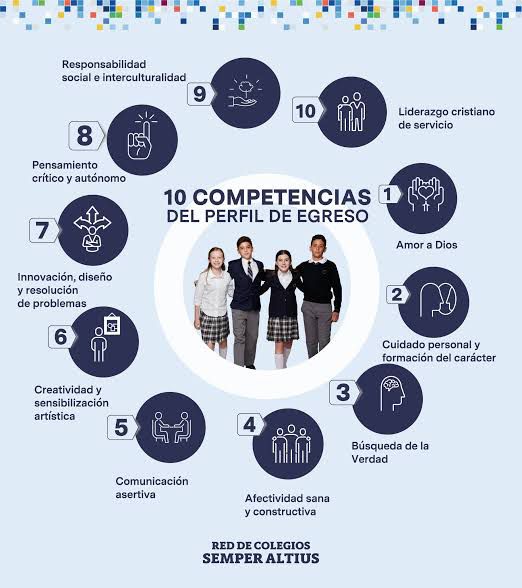 10 COMPETENCIAS
DEL PERFIL DE EGRESO
1
Amor a Dios
2
Cuidado personal y
formación del carácter
3
Búsqueda de la
Verdad
4
Afectividad sana
y constructiva
5
Comunicación
asertiva
6
Creatividad y
sensibilización
artística
7
Innovación, diseño
y resolución
de problemas
8
Pensamiento
crítico y autónomo
9
Responsabilidad
social e interculturalidad
10
Liderazgo cristiano
de servicio
RED DE COLEGIOS
SEMPER ALTIUS